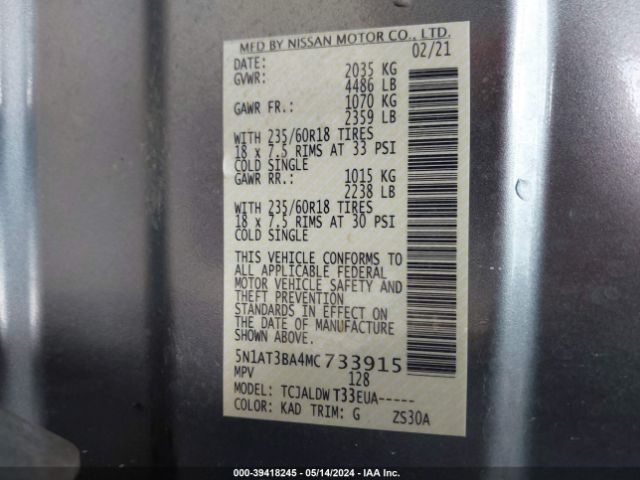 MFD BY NISSAN MOTOR CO., LTD.
DATE: 02/21
GVWR: 2035 KG
4486 LB
GAWR FR.: 1070 KG
2359 LB
WITH 235/60R18 TIRES
18 x 7.5 RIMS AT 33 PSI
COLD SINGLE
GAWR RR.: 1015 KG
2238 LB
WITH 235/60R18 TIRES
18 x 7.5 RIMS AT 30 PSI
COLD SINGLE
THIS VEHICLE CONFORMS TO
ALL APPLICABLE FEDERAL
MOTOR VEHICLE SAFETY AND
THEFT PREVENTION
STANDARDS IN EFFECT ON
THE DATE OF MANUFACTURE
SHOWN ABOVE.
5N1AT3BA4MC 733915
MPV 128
MODEL: TCJALDW T33EUA-----
COLOR: KAD TRIM: G ZS30A
000-39418245 - 05/14/2024 - IAA Inc.